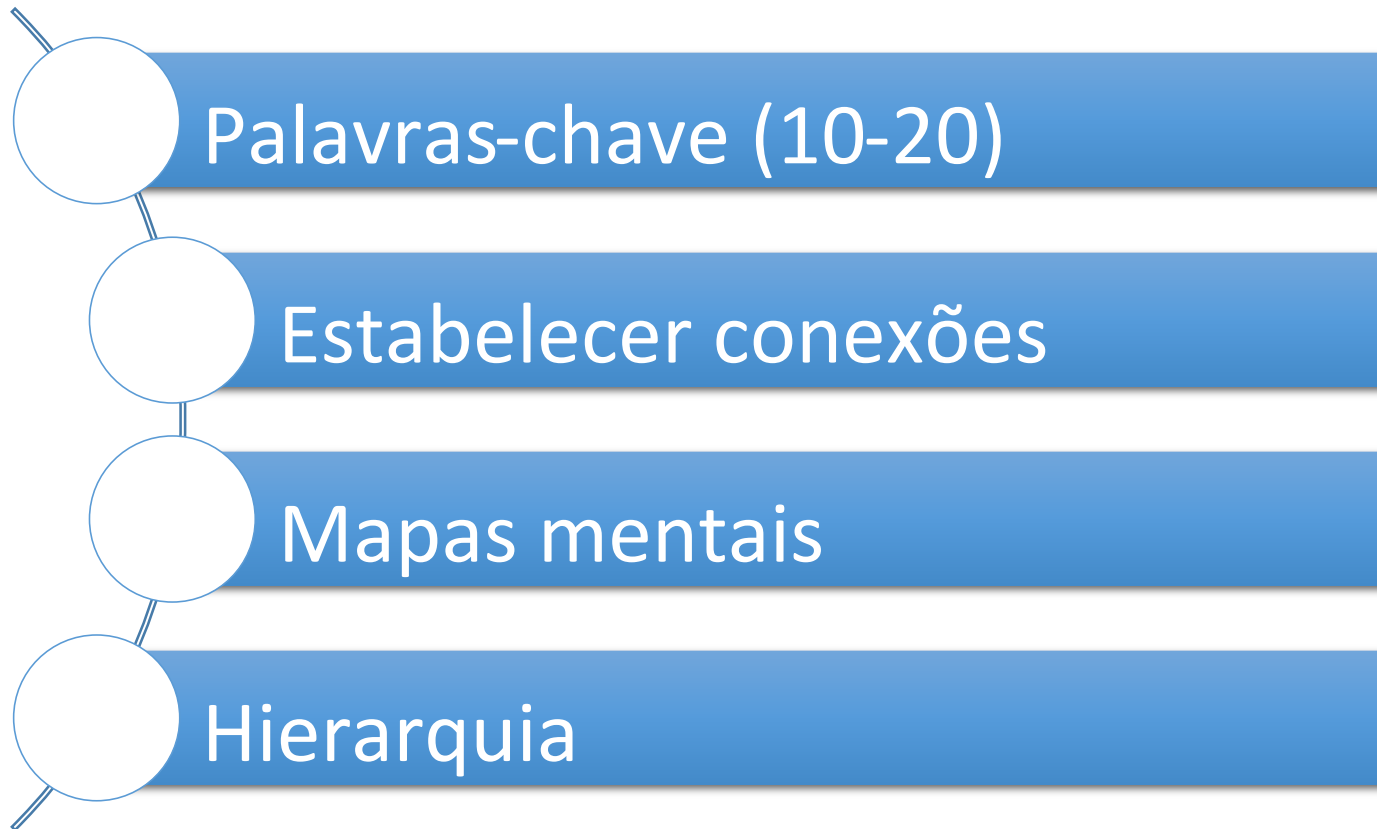 Palavras-chave (10-20)
Estabelecer conexões
Mapas mentais
Hierarquia